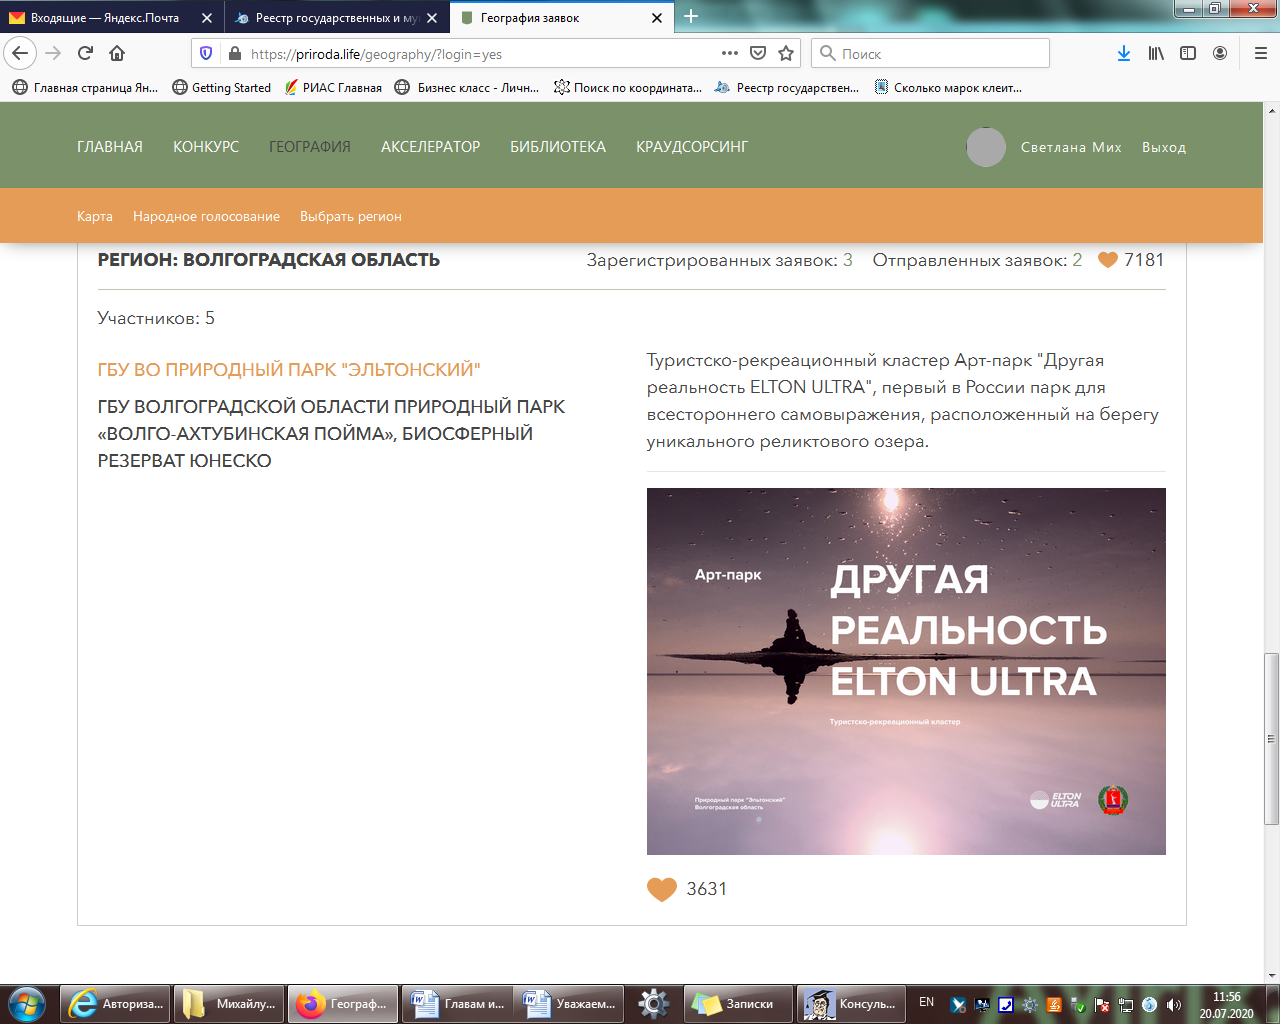 Входящие — Яндекс.Почта
Реестр государственных и му
География заявок
https://priroda.life/geography/?login=yes
Поиск
Главная страница Ян...
Getting Started
РИАС Главная
Бизнес класс - Личн...
Поиск по координата...
Реестр государствен...
Сколько марок клеит...
ГЛАВНАЯ КОНКУРС ГЕОГРАФИЯ АКСЕЛЕРАТОР БИБЛИОТЕКА КРАУДСОРСИНГ
Светлана Мих Выход
Карта Народное голосование Выбрать регион
РЕГИОН: ВОЛГОГРАДСКАЯ ОБЛАСТЬ
Зарегистрированных заявок: 3 Отправленных заявок: 2 7181
Участников: 5
ГБУ ВО ПРИРОДНЫЙ ПАРК "ЭЛЬТОНСКИЙ"
ГБУ ВОЛГОГРАДСКОЙ ОБЛАСТИ ПРИРОДНЫЙ ПАРК
«ВОЛГО-АХТУБИНСКАЯ ПОЙМА», БИОСФЕРНЫЙ
РЕЗЕРВАТ ЮНЕСКО
Туристско-рекреационный кластер Арт-парк "Другая
реальность ELTON ULTRA", первый в России парк для
всестороннего самовыражения, расположенный на берегу
уникального реликтового озера.
Арт-парк
ДРУГАЯ
РЕАЛЬНОСТЬ
ELTON ULTRA
Туристско-рекреационный кластер
Природный парк "Эльтонский"
Волгоградская область
ELTON
ULTRA
3631
Авториза...
Михайлу...
Географ...
Главам и...
Уважаем...
Записки
Консуль...
EN
11:56
20.07.2020